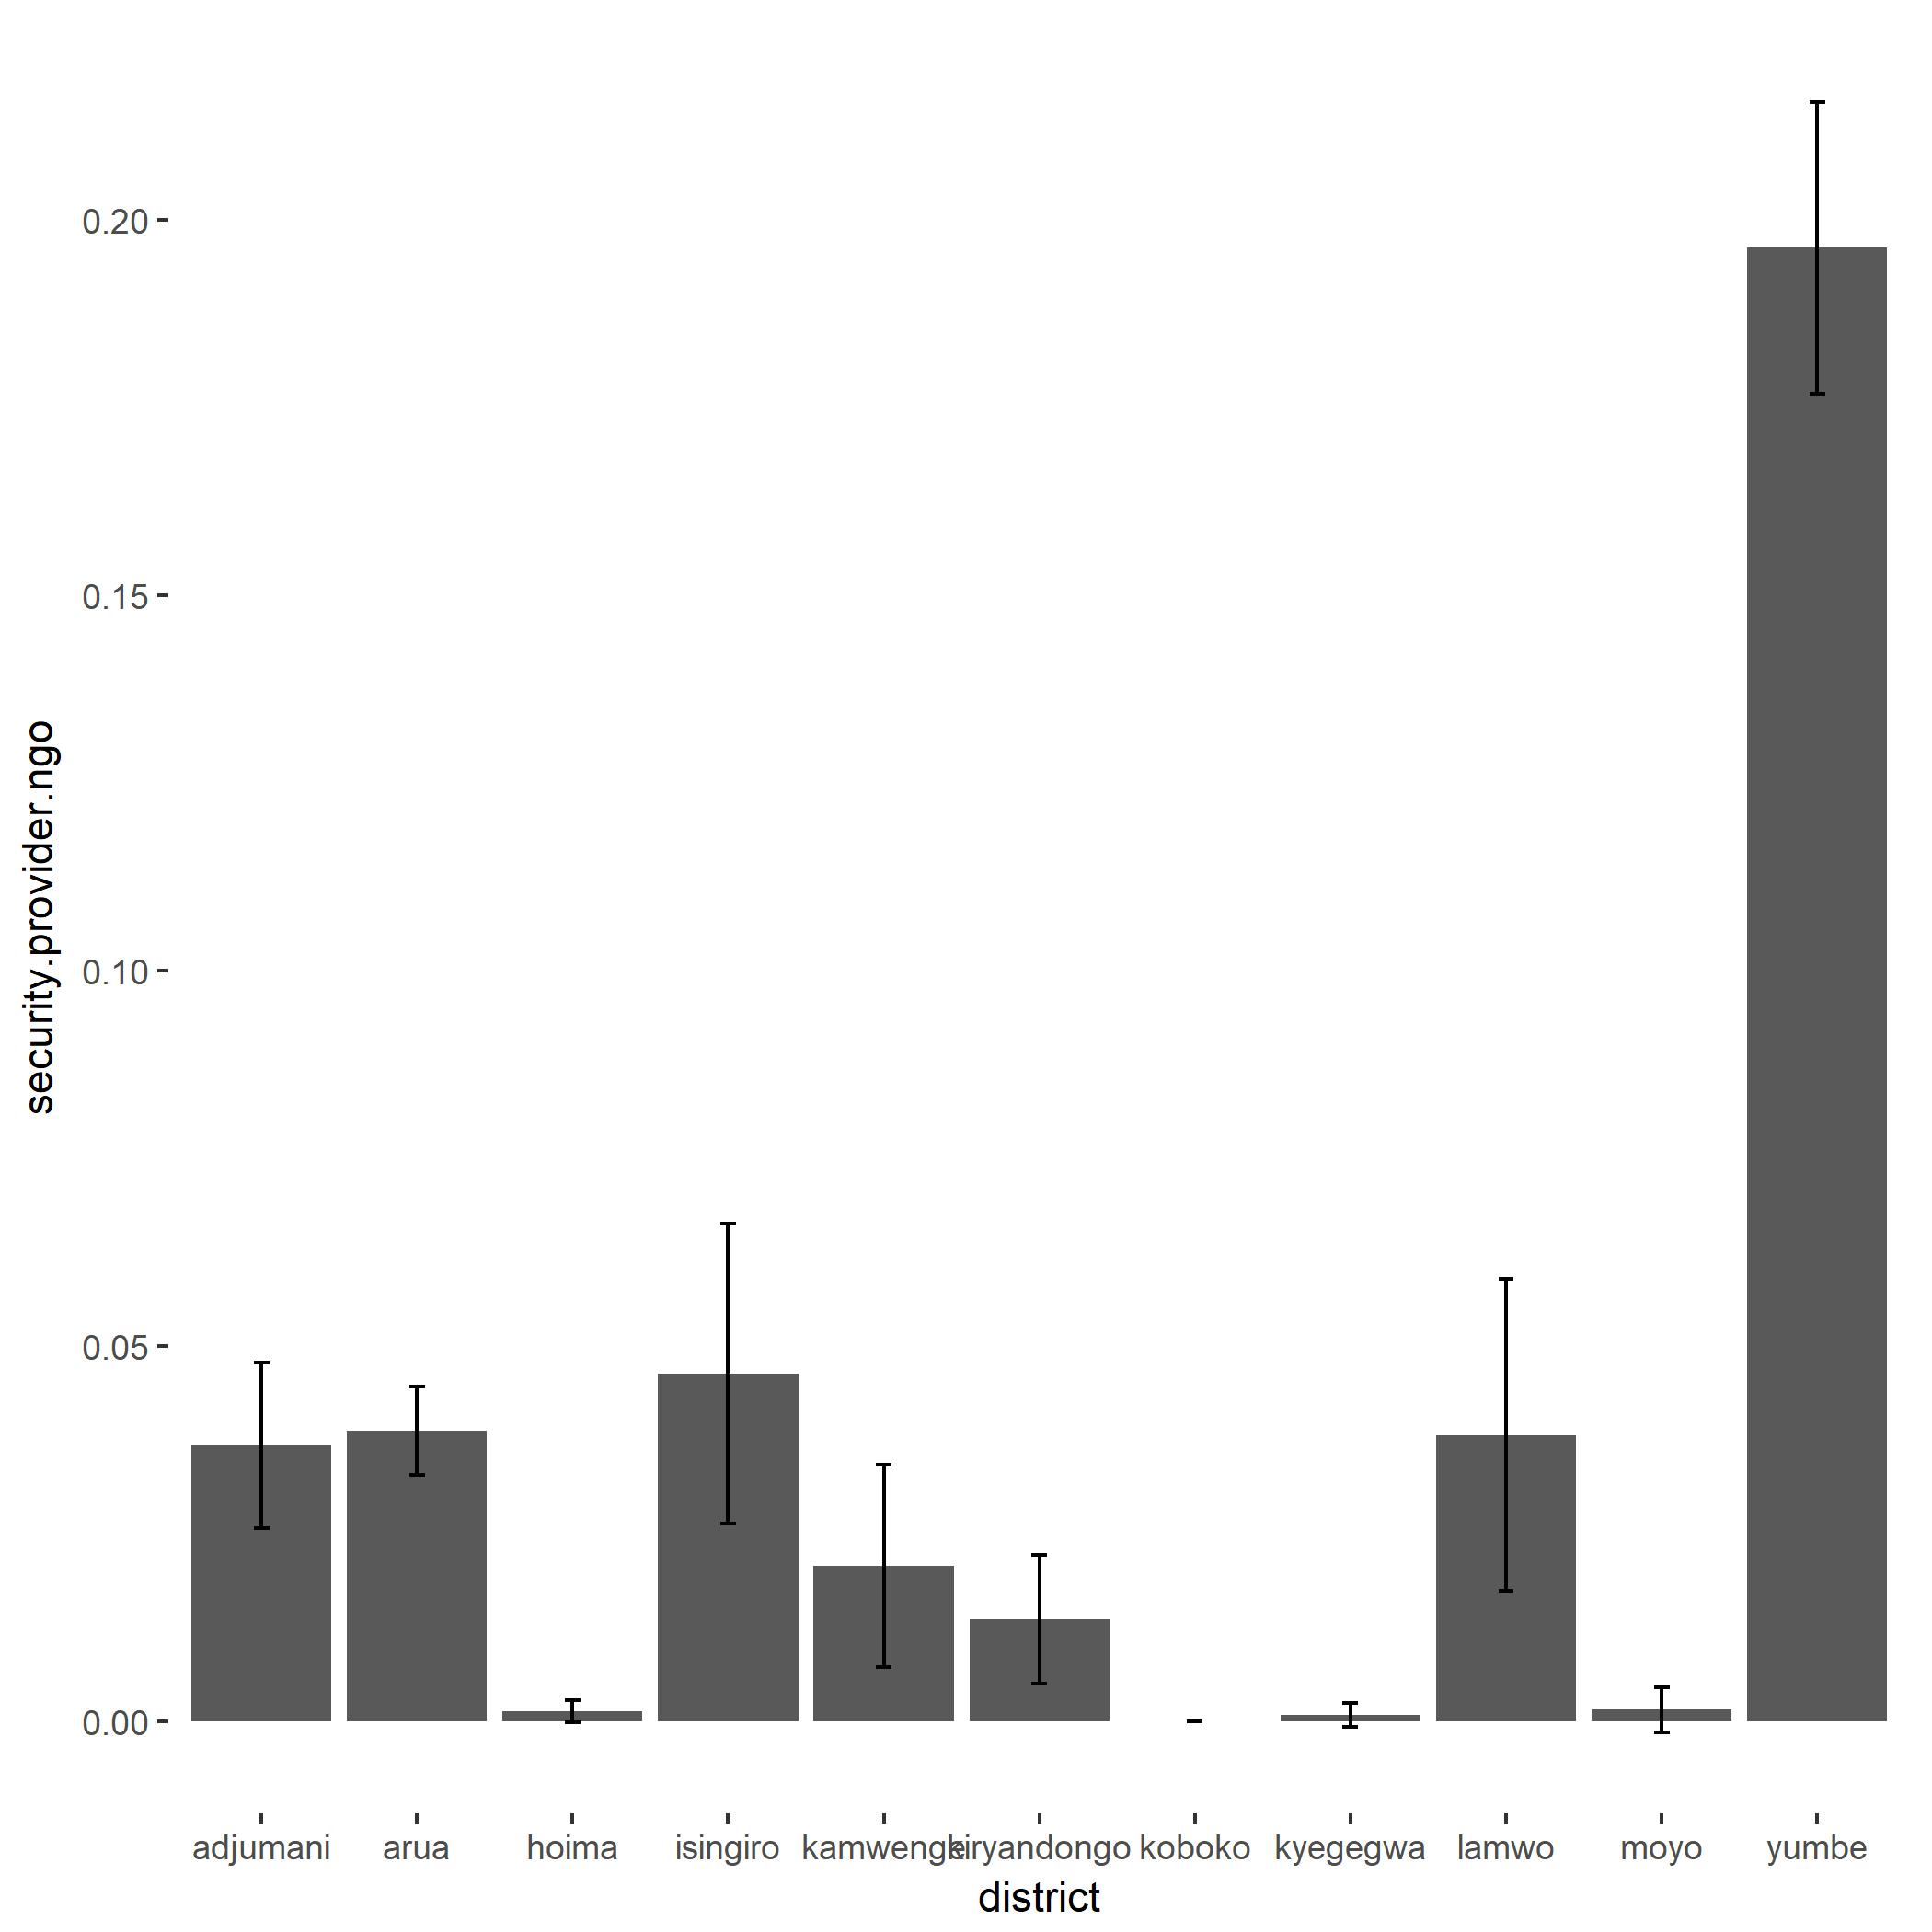 security.provider.ngo
0.20
0.15
0.10
0.05
0.00
adjumani arua hoima isingiro kamwenge kiryandongo koboko kyegegwa lamwo moyo yumbe
district